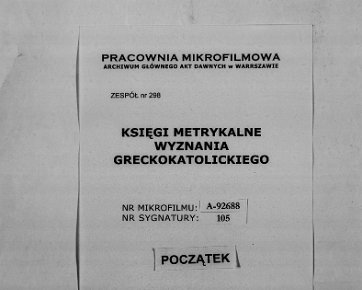 PRACOWNIA MIKROFILMOWA
ARCHIWUM GŁÓWNEGO AKT DAWNYCH w WARSZAWIE
ZESPÓŁ nr 298
KSIĘGI METRYKALNE
WYZNANIA
GRECKOKATOLICKIEGO
NR MIKROFILMU: A-92688
NR SYGNATURY: 105
POCZĄTEK